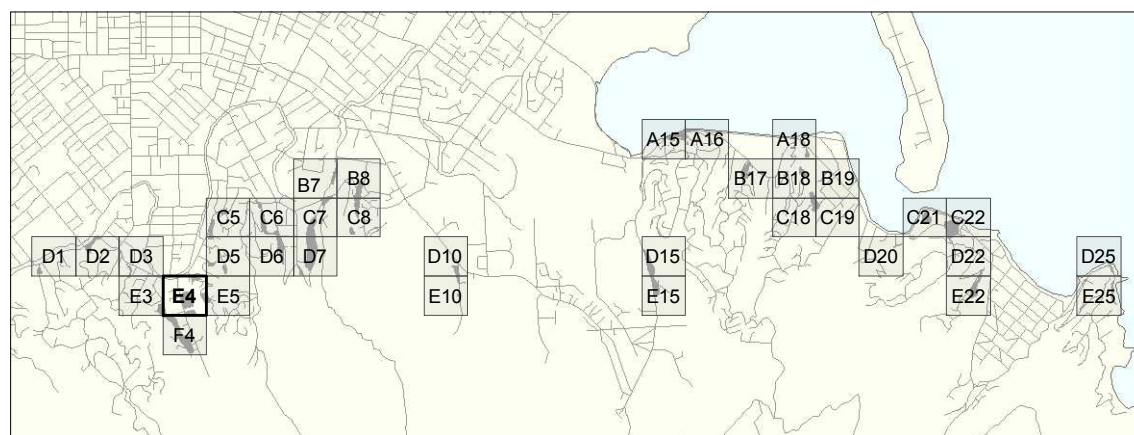 A15 A16 A18
B7 B8 B17 B18 B19
C5 C6 C7 C8 C18 C19 C21 C22
D1 D2 D3 D5 D6 D7 D10 D15 D20 D22 D25
E3 E4 E5 E10 E15 E22 E25
F4